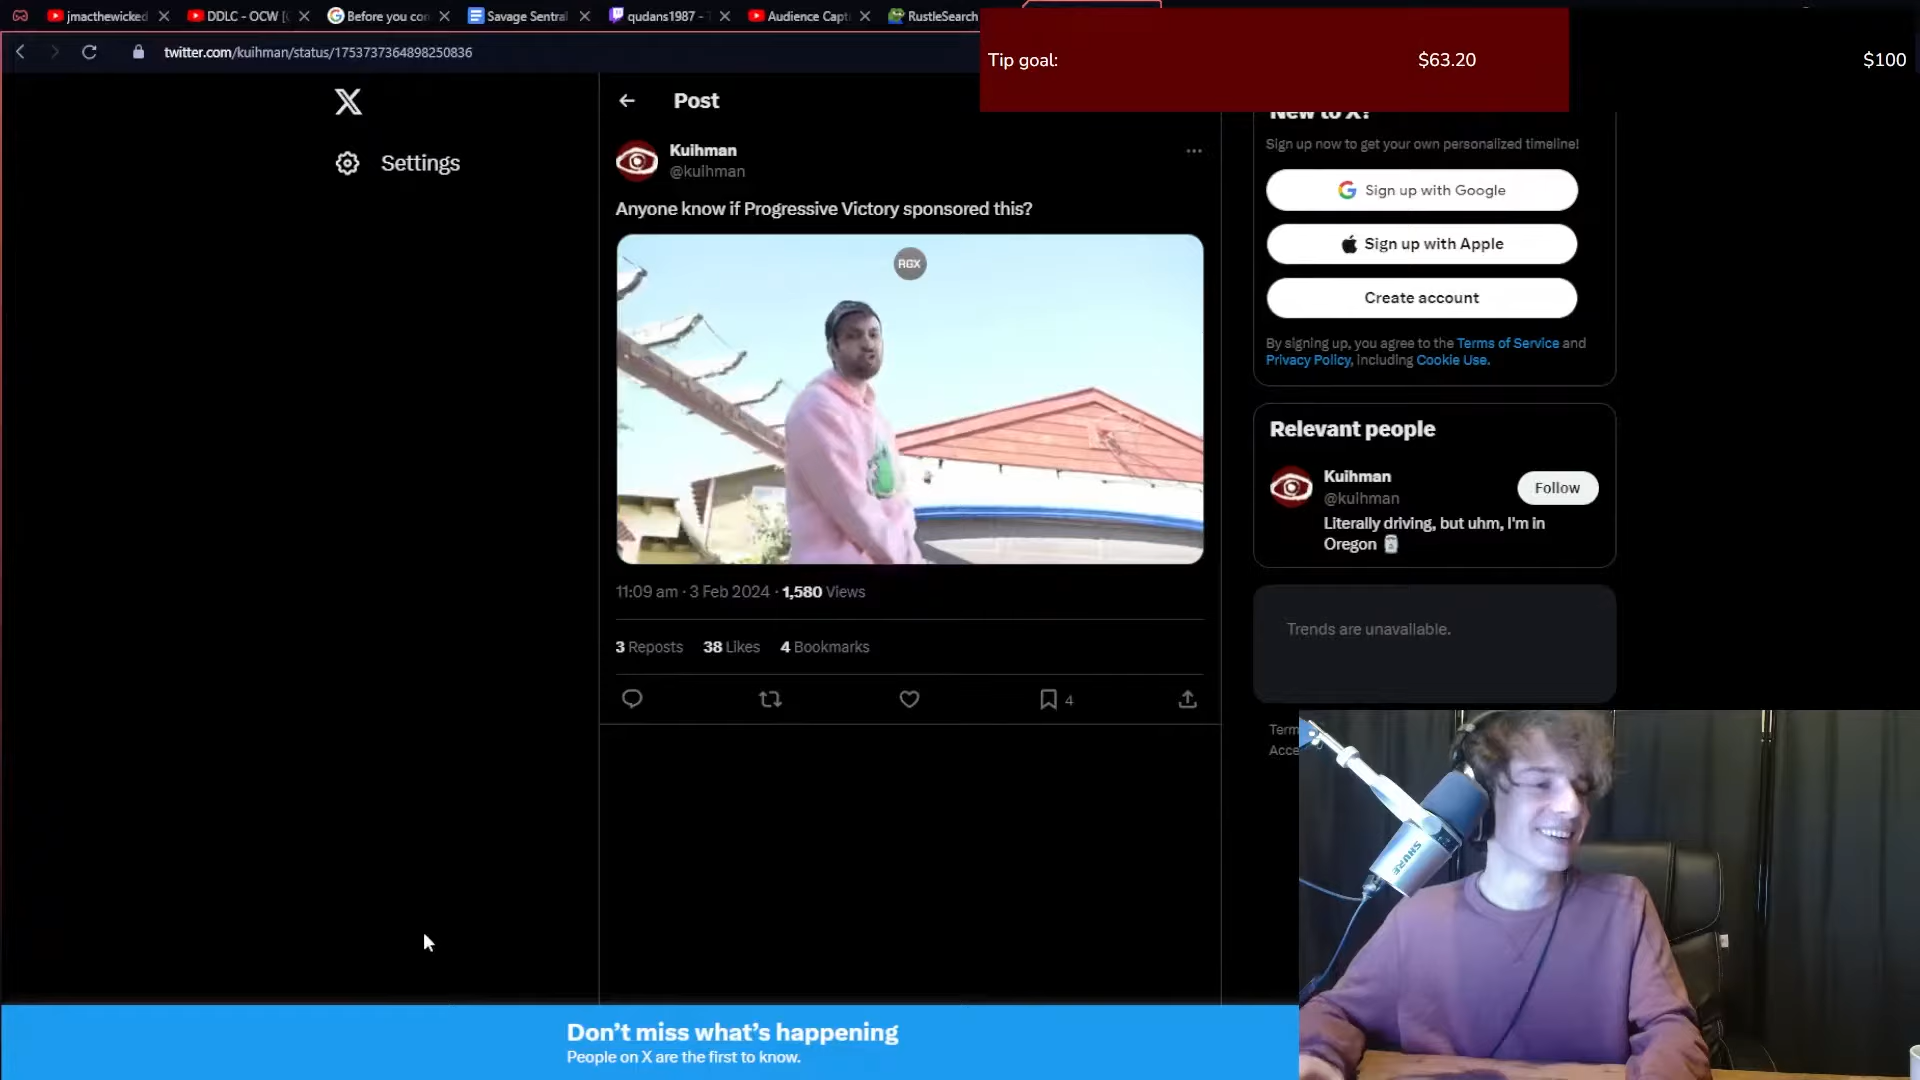 jmacthewicked
DDLC - OCW [
Before you con
Savage Sentral
qudans1987 - T
Audience Capt
RustleSearch
twitter.com/kuihman/status/1753737364898250836
Tip goal:
$63.20
$100
Settings
Post
Kuihman
@kuihman
Anyone know if Progressive Victory sponsored this?
RGX
11:09 am · 3 Feb 2024 · 1,580 Views
3 Reposts 38 Likes 4 Bookmarks
4
New to X?
Sign up now to get your own personalized timeline!
Sign up with Google
Sign up with Apple
Create account
By signing up, you agree to the Terms of Service and
Privacy Policy, including Cookie Use.
Relevant people
Kuihman
@kuihman
Follow
Literally driving, but uhm, I'm in
Oregon
Trends are unavailable.
Term
Acce
SHURE
Don't miss what's happening
People on X are the first to know.